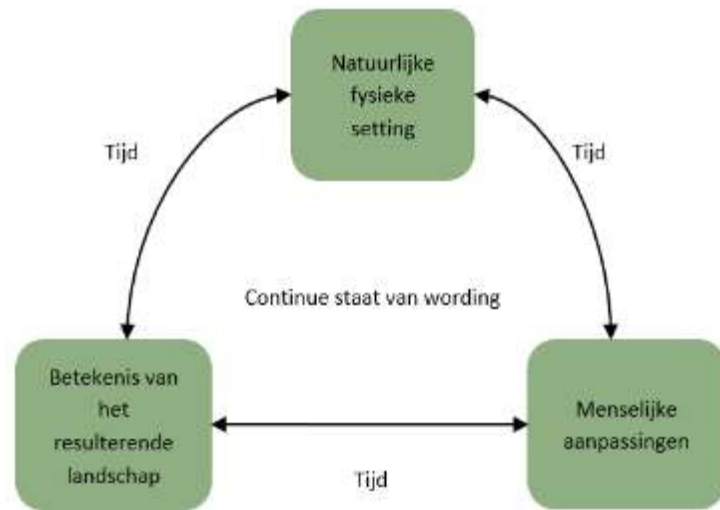 Natuurlijke
fysieke
setting
Tijd
Tijd
Continue staat van wording
Betekenis van
het
resulterende
landschap
Menselijke
aanpassingen
Tijd